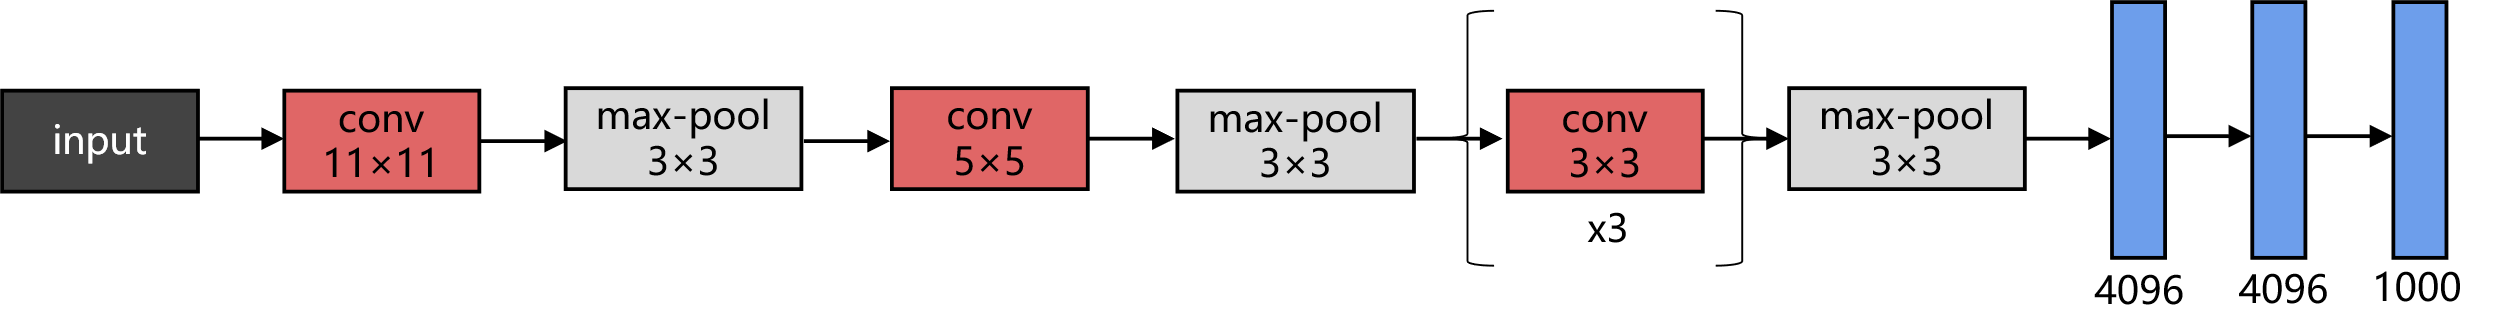 input
conv
11×11
max-pool
3×3
conv
5×5
max-pool
3×3
conv
3×3
x3
max-pool
3×3
4096
4096
1000